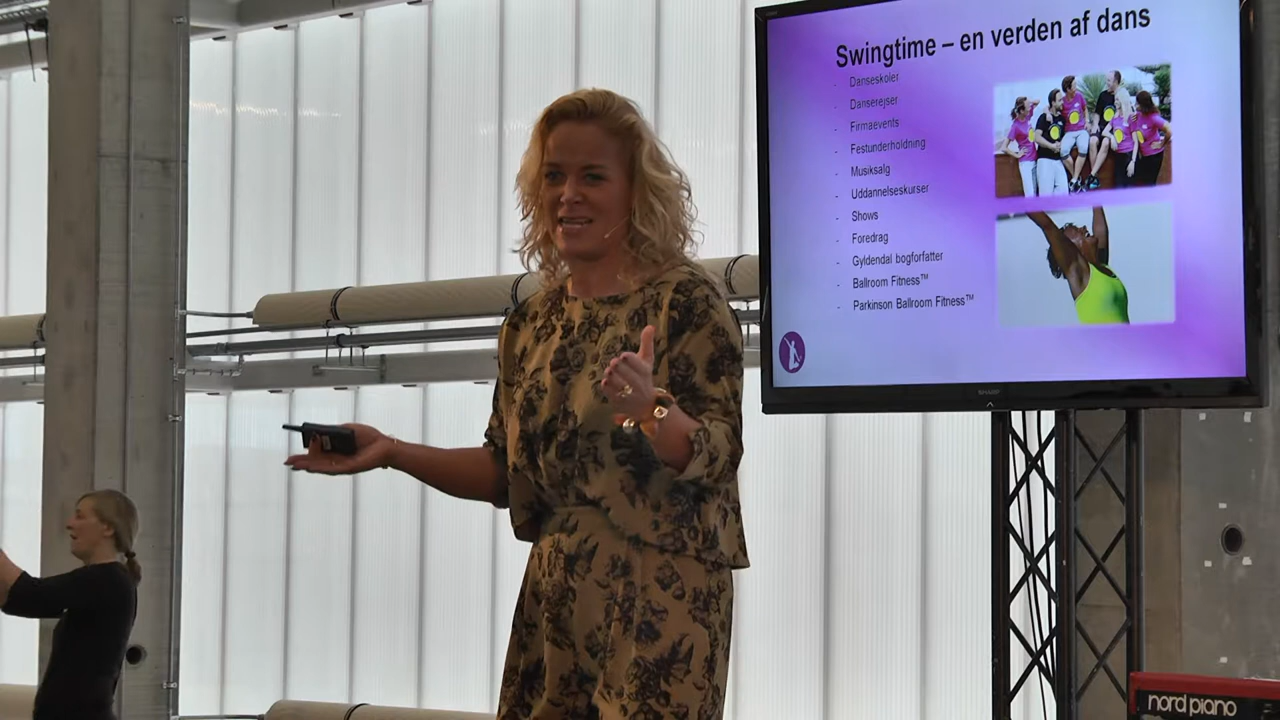 Swingtime – en verden af dans
- Danseskoler
- Danserejser
- Firmaevents
- Festunderholdning
- Musiksalg
- Uddannelseskurser
- Shows
- Foredrag
- Gyldendal bogforfatter
- Ballroom Fitness™
- Parkinson Ballroom Fitness™
SHARP
nord piano